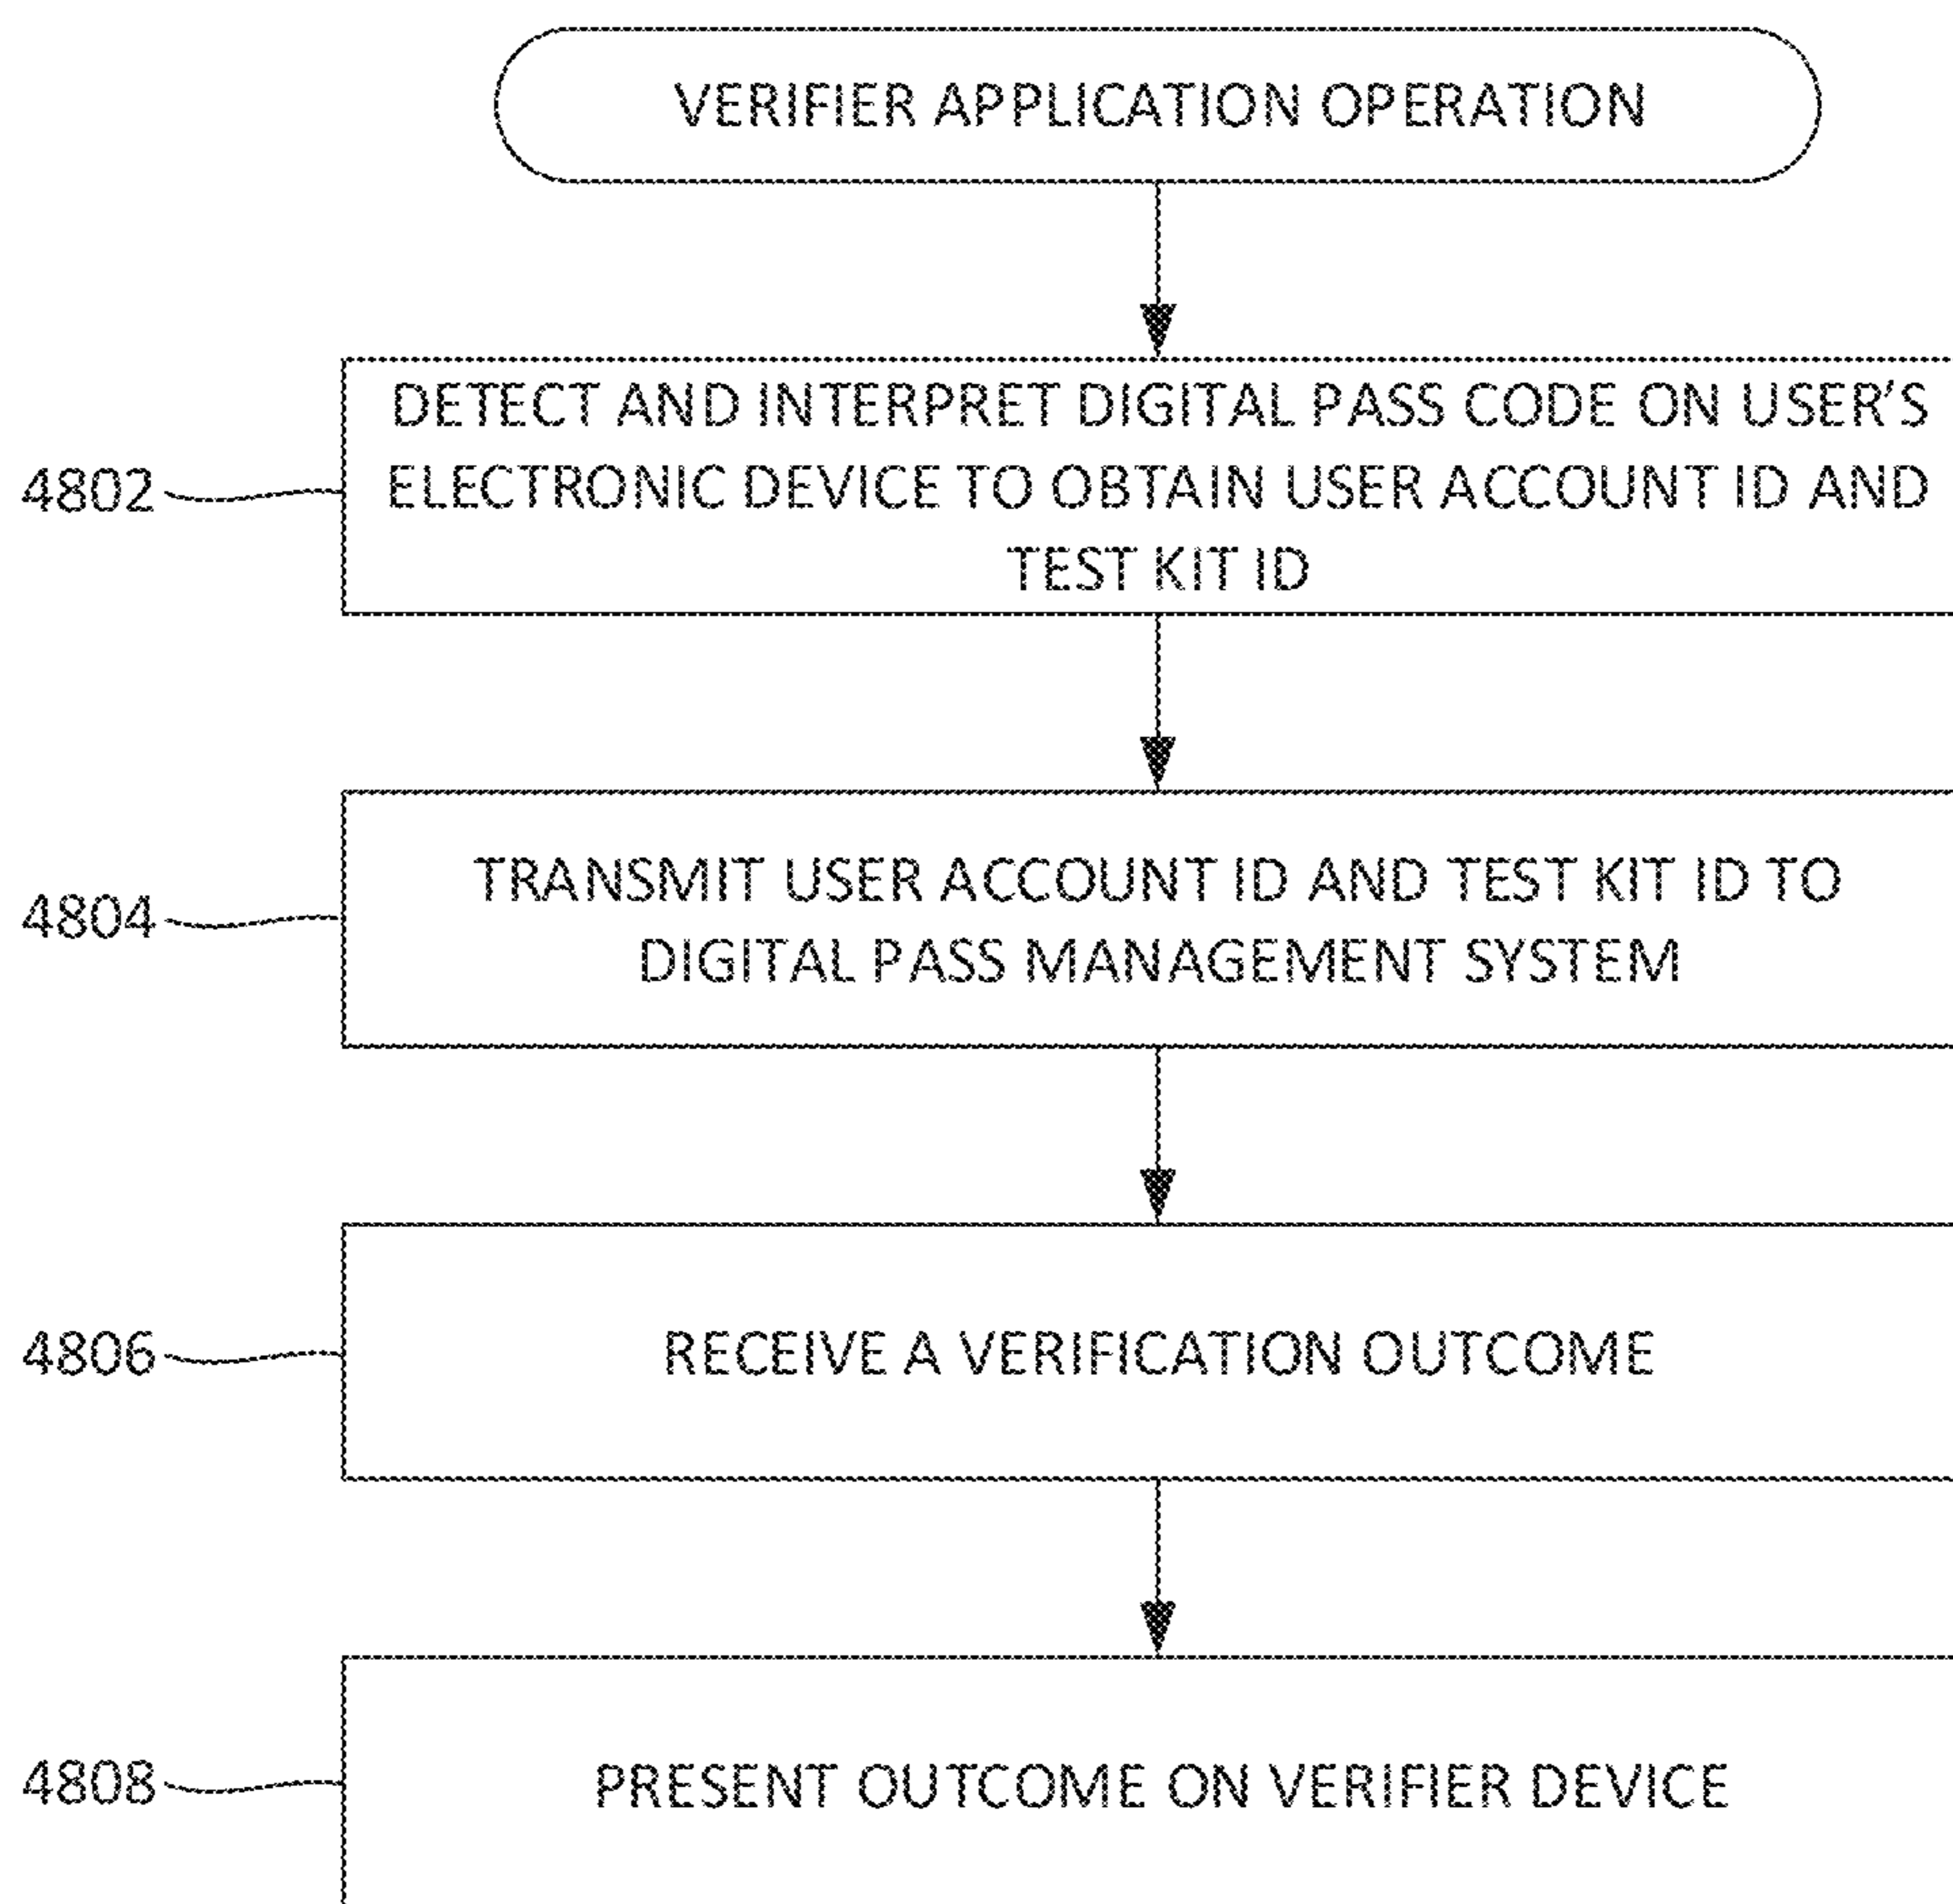 VERIFIER APPLICATION OPERATION
DETECT AND INTERPRET DIGITAL PASS CODE ON USER'S
4802 ELECTRONIC DEVICE TO OBTAIN USER ACCOUNT ID AND
TEST KIT ID
TRANSMIT USER ACCOUNT ID AND TEST KIT ID TO
4804
DIGITAL PASS MANAGEMENT SYSTEM
4806 RECEIVE A VERIFICATION OUTCOME
4808 PRESENT OUTCOME ON VERIFIER DEVICE